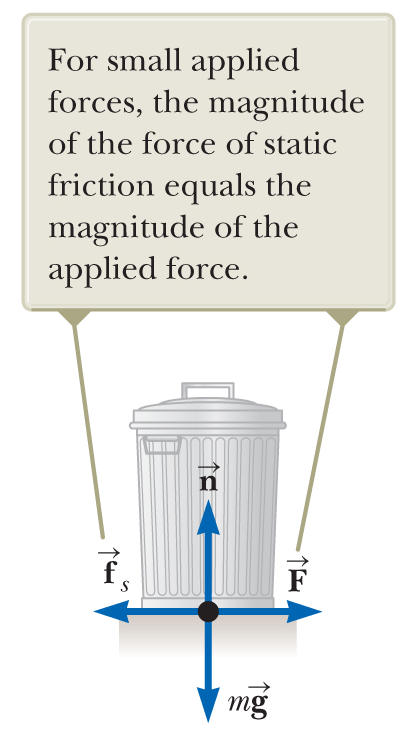 For small applied
forces, the magnitude
of the force of static
friction equals the
magnitude of the
applied force.
n⃗
f⃗ₛ
F⃗
mg⃗